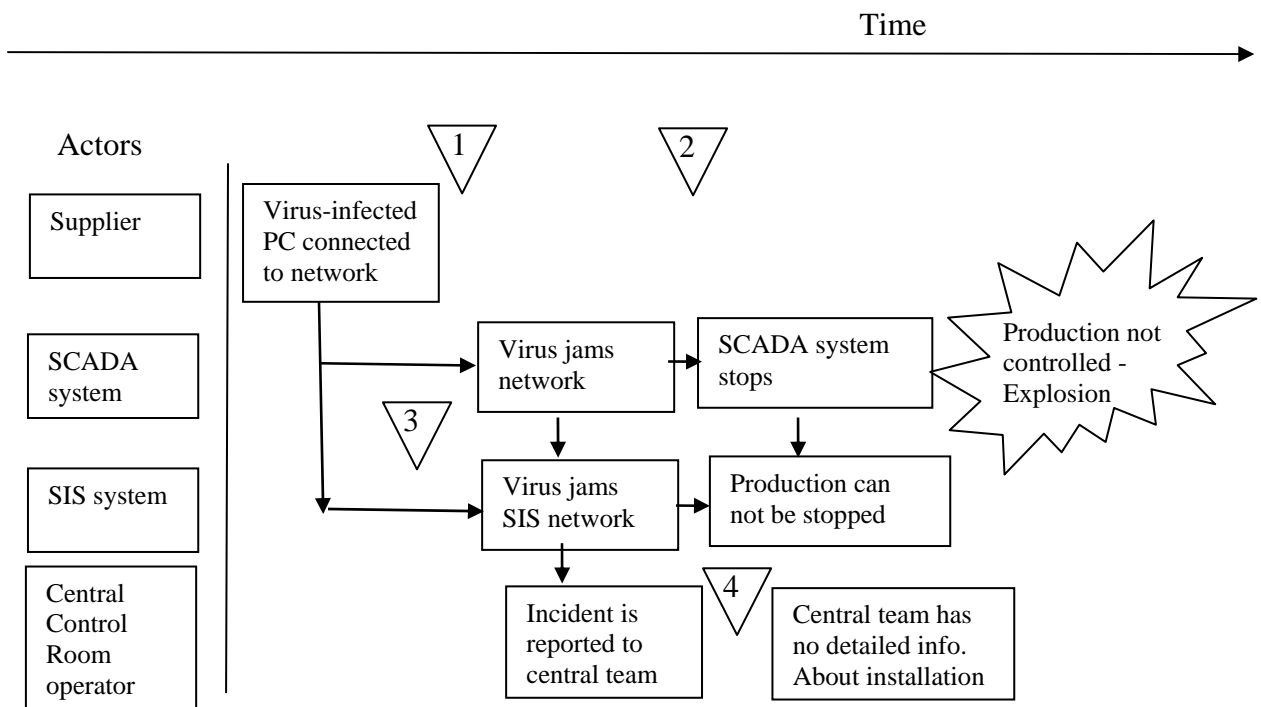 Time
Actors
1
2
Supplier
Virus-infected
PC connected
to network
SCADA
system
Virus jams
network
SCADA system
stops
Production not
controlled -
Explosion
3
SIS system
Virus jams
SIS network
Production can
not be stopped
Central
Control
Room
operator
Incident is
reported to
central team
4
Central team has
no detailed info.
About installation